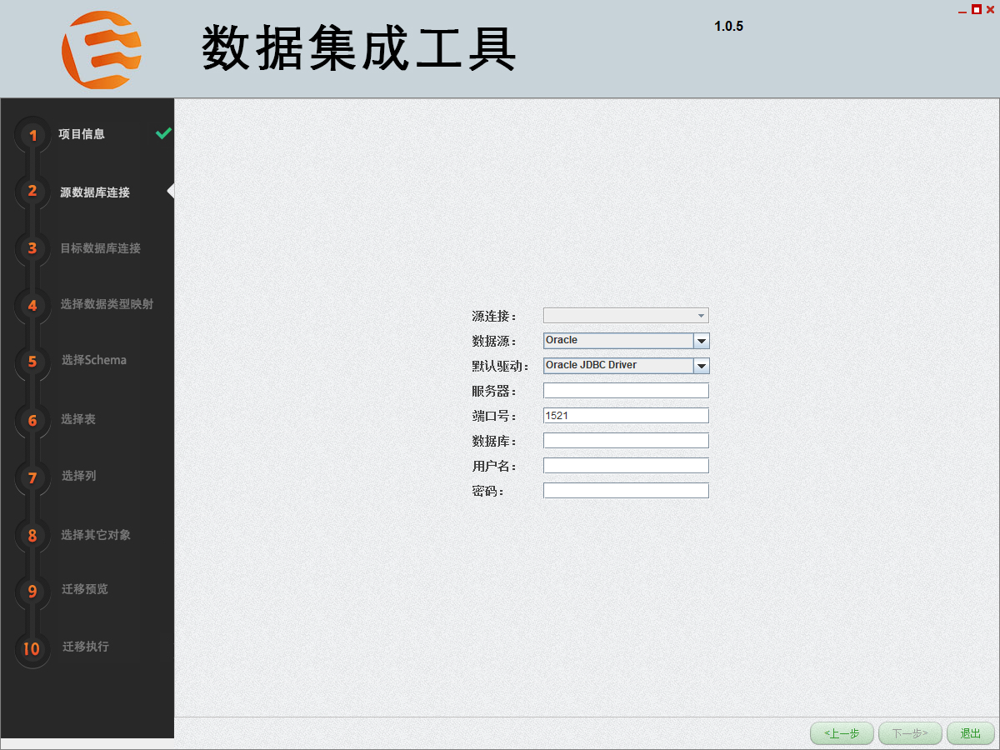 数据集成工具
1.0.5
1 项目信息
2 源数据库连接
3 目标数据库连接
4 选择数据类型映射
5 选择Schema
6 选择表
7 选择列
8 选择其它对象
9 迁移预览
10 迁移执行
源连接：
数据源： Oracle
默认驱动： Oracle JDBC Driver
服务器：
端口号： 1521
数据库：
用户名：
密码：
<上一步 下一步> 退出